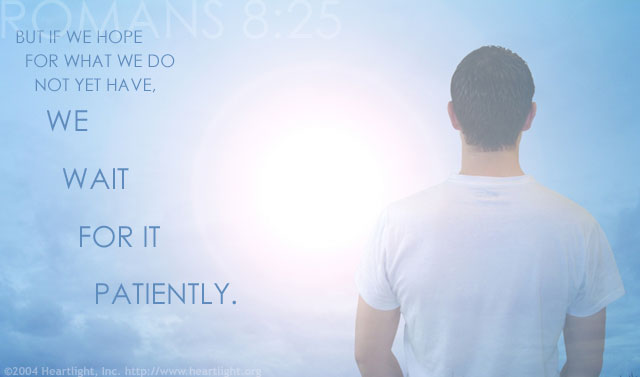 ROMANS 8:25
BUT IF WE HOPE
FOR WHAT WE DO
NOT YET HAVE,
WE
WAIT
FOR IT
PATIENTLY.
©2004 Heartlight, Inc. http://www.heartlight.org